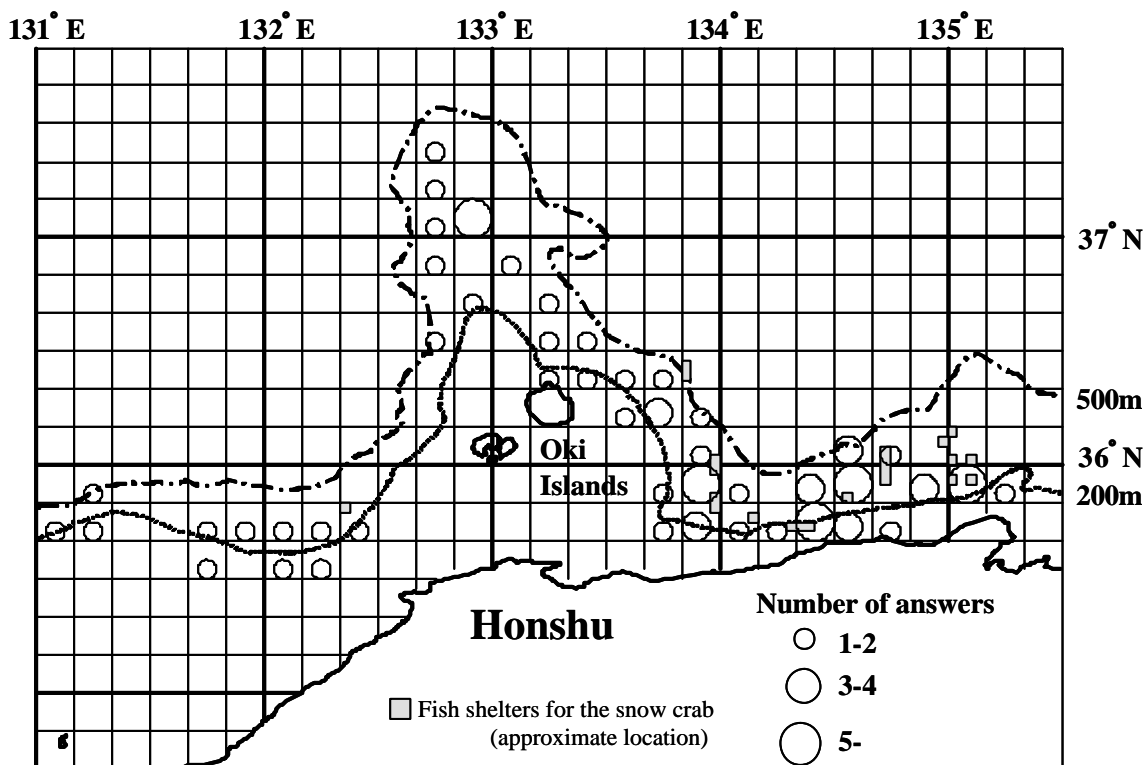 131° E 132° E 133° E 134° E 135° E
37° N
500m
Oki
36° N
Islands
200m
Number of answers
Honshu
1-2
3-4
Fish shelters for the snow crab
(approximate location)
5-